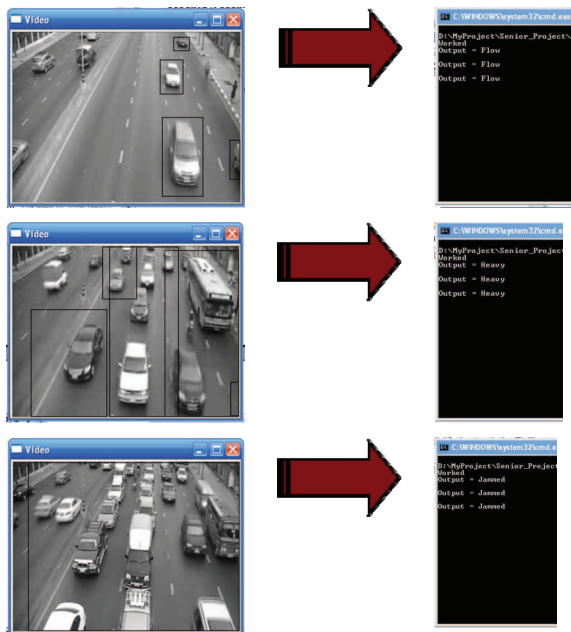 Video
C:\WINDOWS\system32\cmd.exe
D:\MyProject\Senior_Project\
Worked
Output = Flow
Output = Flow
Output = Flow
Video
C:\WINDOWS\system32\cmd.e
D:\MyProject\Senior_Projec
Worked
Output = Heavy
Output = Heavy
Output = Heavy
Video
C:\WINDOWS\system32\cmd.e
D:\MyProject\Senior_Project
Worked
Output = Jammed
Output = Jammed
Output = Jammed